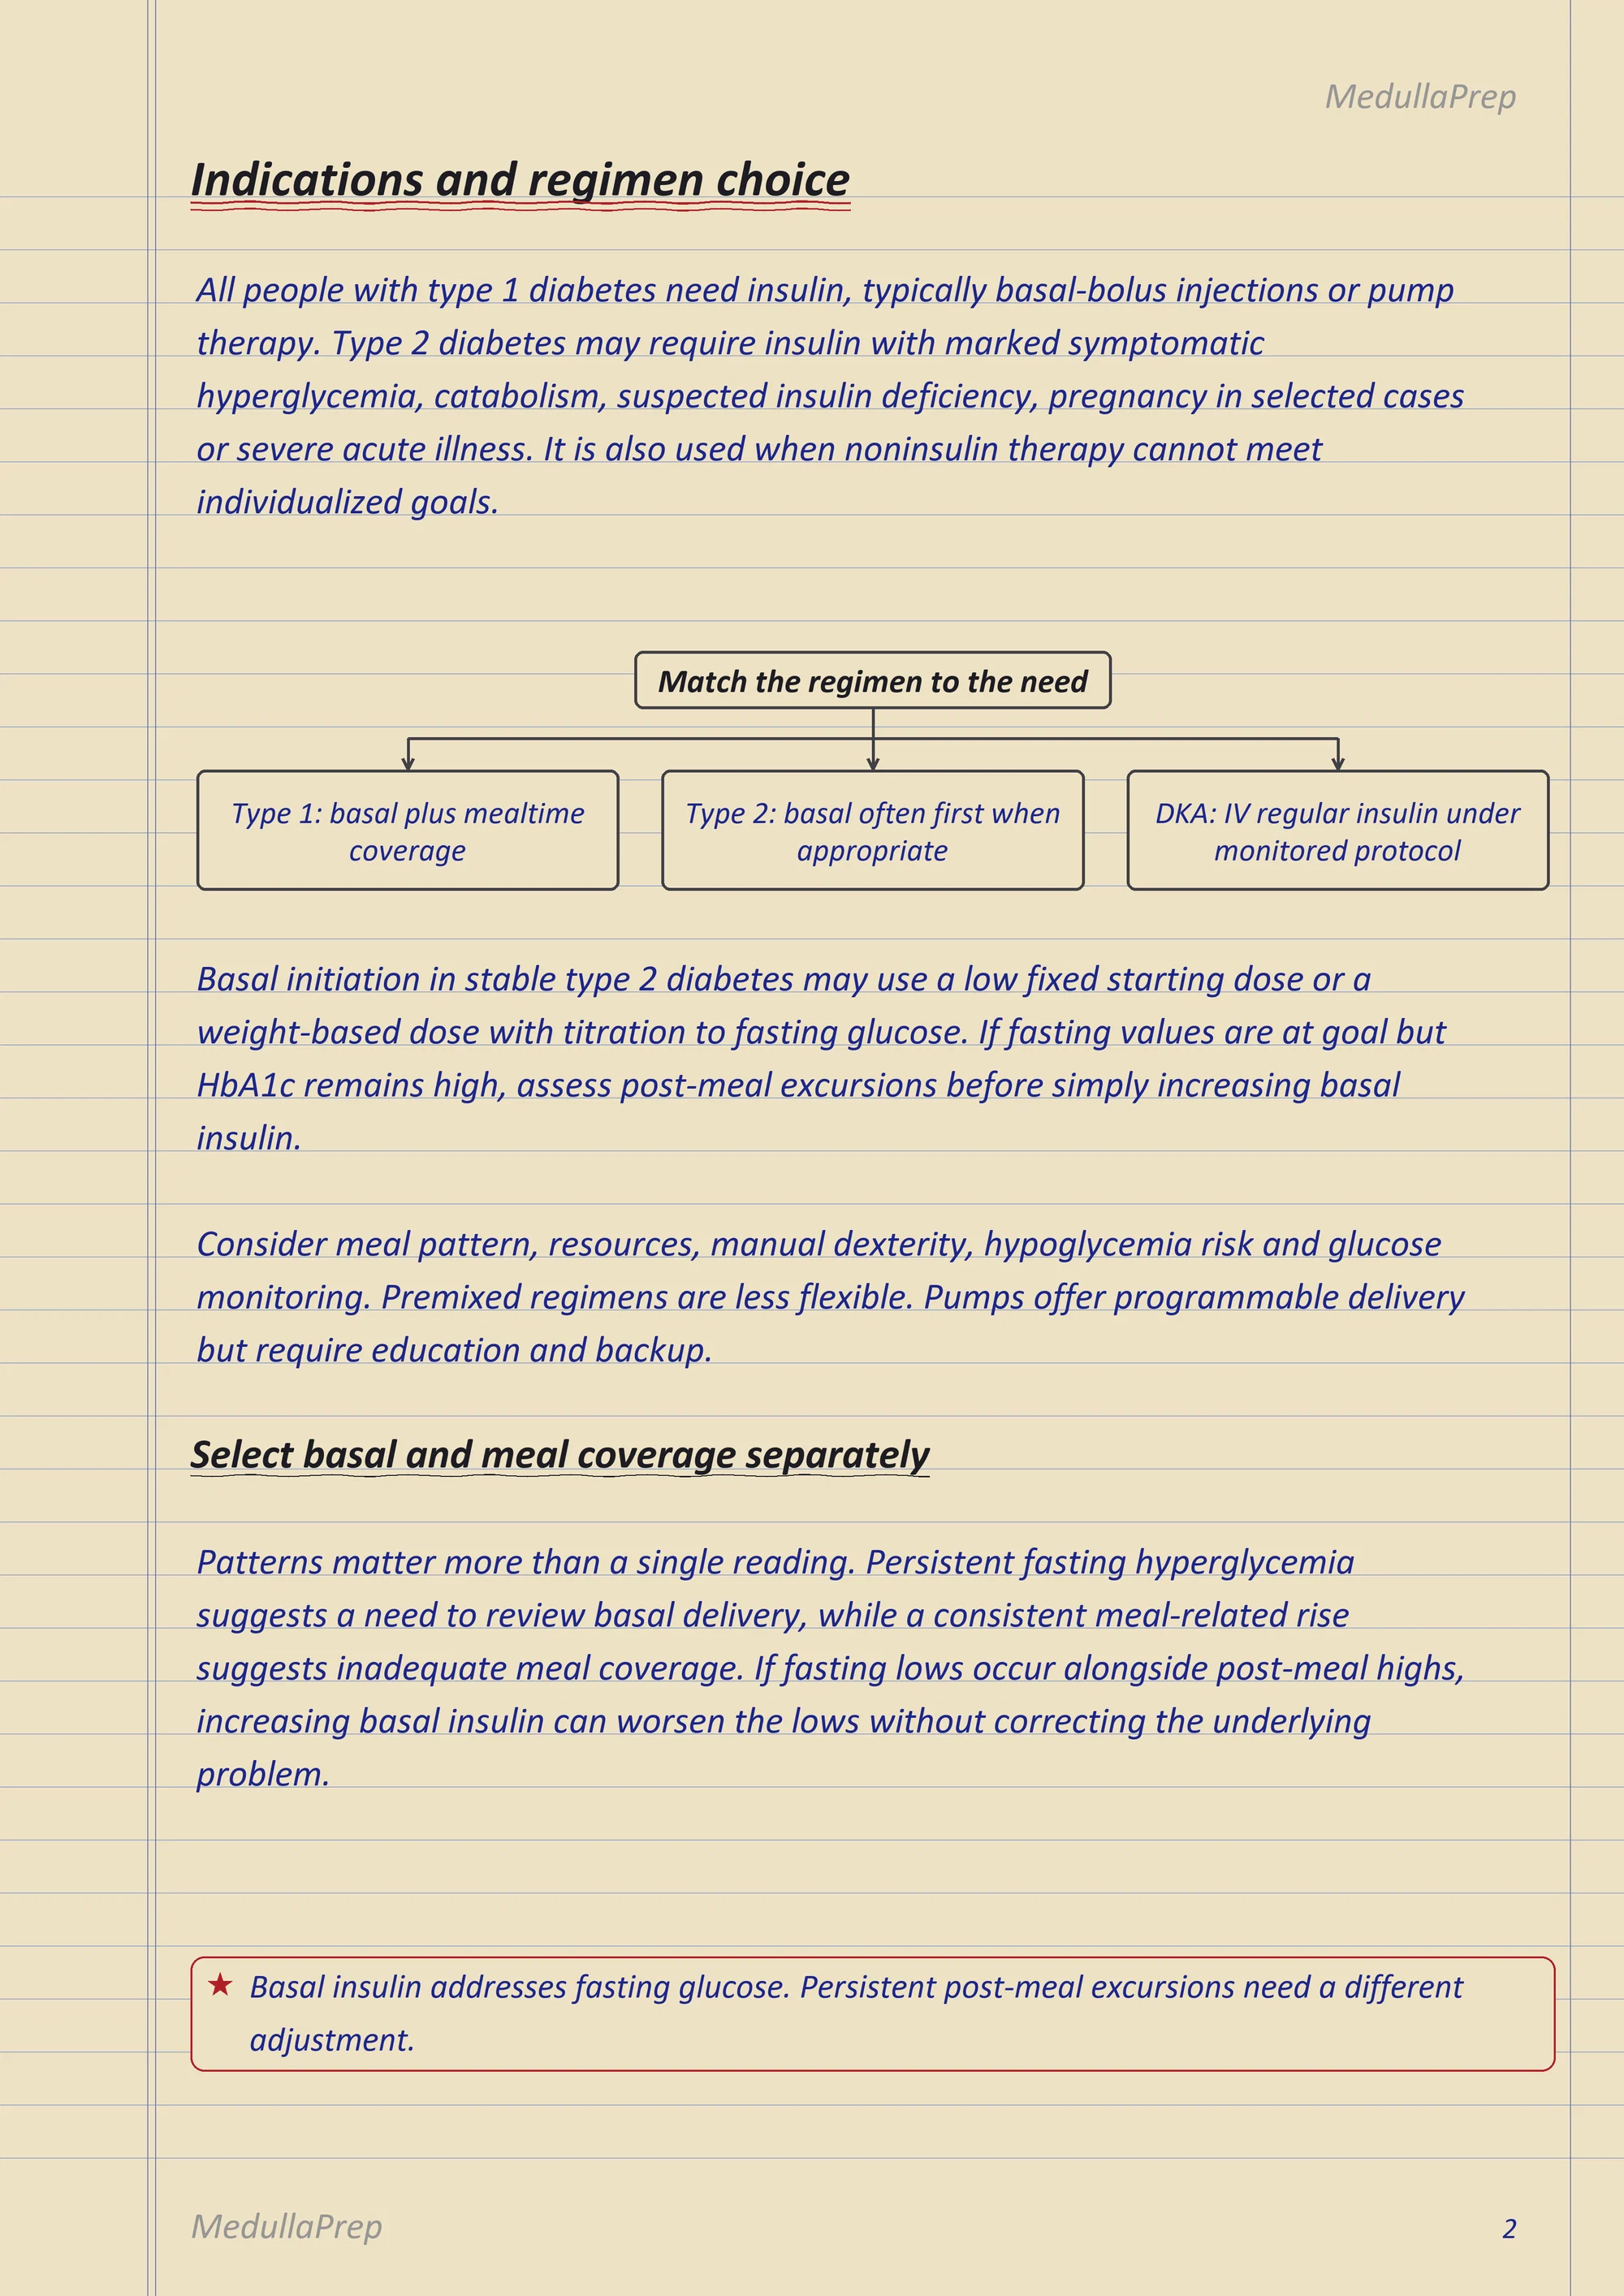 MedullaPrep
Indications and regimen choice
All people with type 1 diabetes need insulin, typically basal-bolus injections or pump
therapy. Type 2 diabetes may require insulin with marked symptomatic
hyperglycemia, catabolism, suspected insulin deficiency, pregnancy in selected cases
or severe acute illness. It is also used when noninsulin therapy cannot meet
individualized goals.
Match the regimen to the need
Type 1: basal plus mealtime
coverage
Type 2: basal often first when
appropriate
DKA: IV regular insulin under
monitored protocol
Basal initiation in stable type 2 diabetes may use a low fixed starting dose or a
weight-based dose with titration to fasting glucose. If fasting values are at goal but
HbA1c remains high, assess post-meal excursions before simply increasing basal
insulin.
Consider meal pattern, resources, manual dexterity, hypoglycemia risk and glucose
monitoring. Premixed regimens are less flexible. Pumps offer programmable delivery
but require education and backup.
Select basal and meal coverage separately
Patterns matter more than a single reading. Persistent fasting hyperglycemia
suggests a need to review basal delivery, while a consistent meal-related rise
suggests inadequate meal coverage. If fasting lows occur alongside post-meal highs,
increasing basal insulin can worsen the lows without correcting the underlying
problem.
★ Basal insulin addresses fasting glucose. Persistent post-meal excursions need a different
adjustment.
MedullaPrep
2